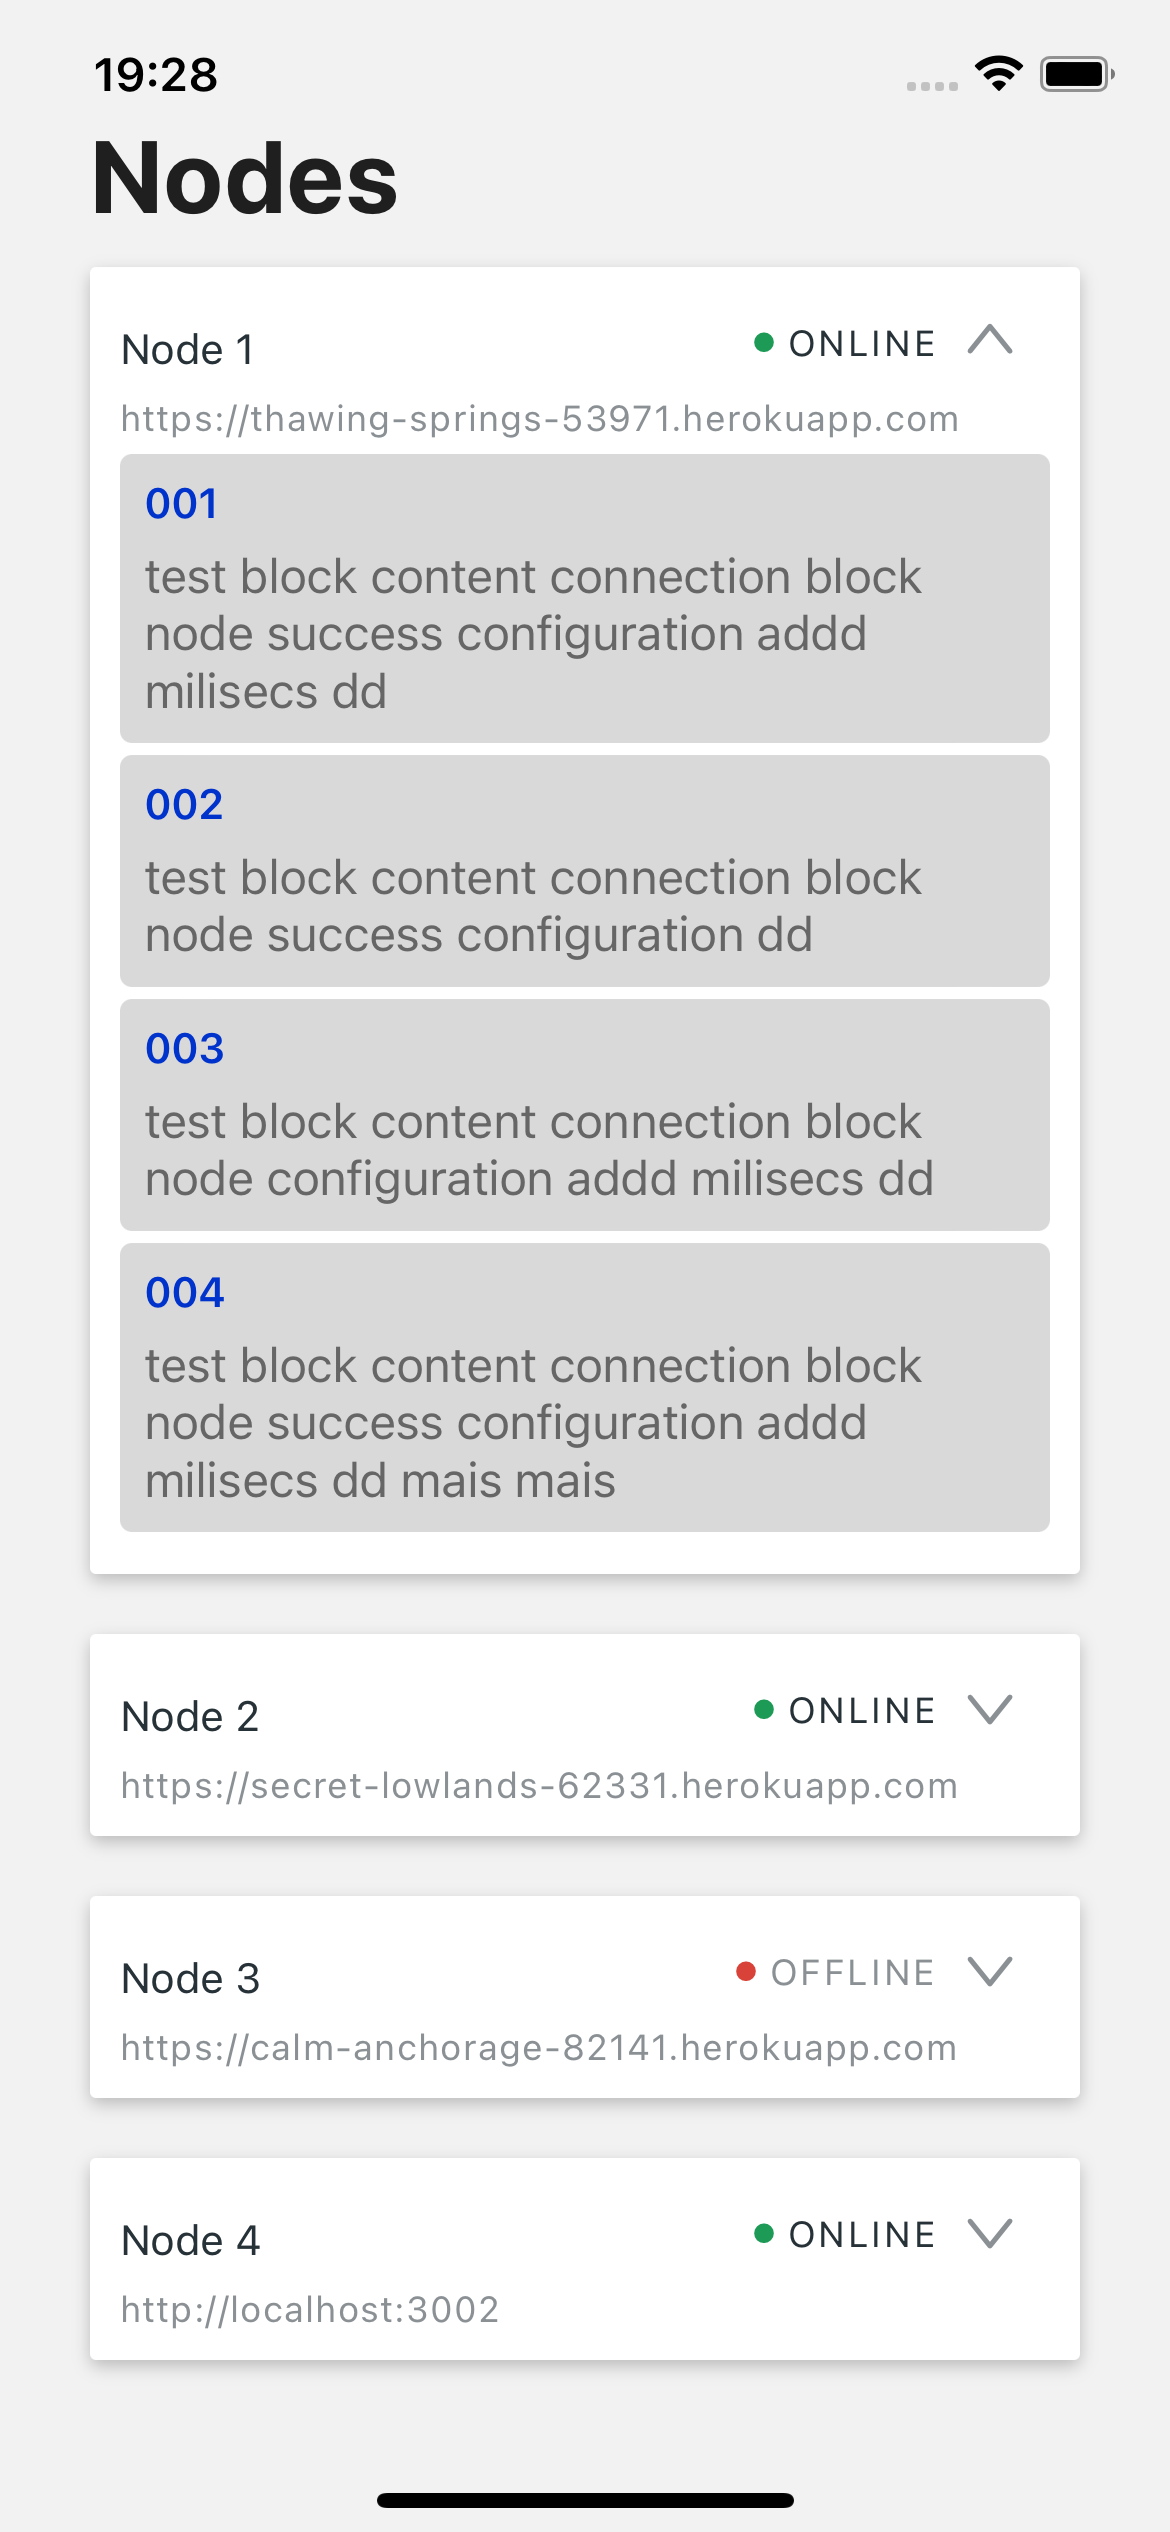 19:28
Nodes
Node 1
ONLINE
https://thawing-springs-53971.herokuapp.com
001
test block content connection block
node success configuration addd
milisecs dd
002
test block content connection block
node success configuration dd
003
test block content connection block
node configuration addd milisecs dd
004
test block content connection block
node success configuration addd
milisecs dd mais mais
Node 2
ONLINE
https://secret-lowlands-62331.herokuapp.com
Node 3
OFFLINE
https://calm-anchorage-82141.herokuapp.com
Node 4
ONLINE
http://localhost:3002